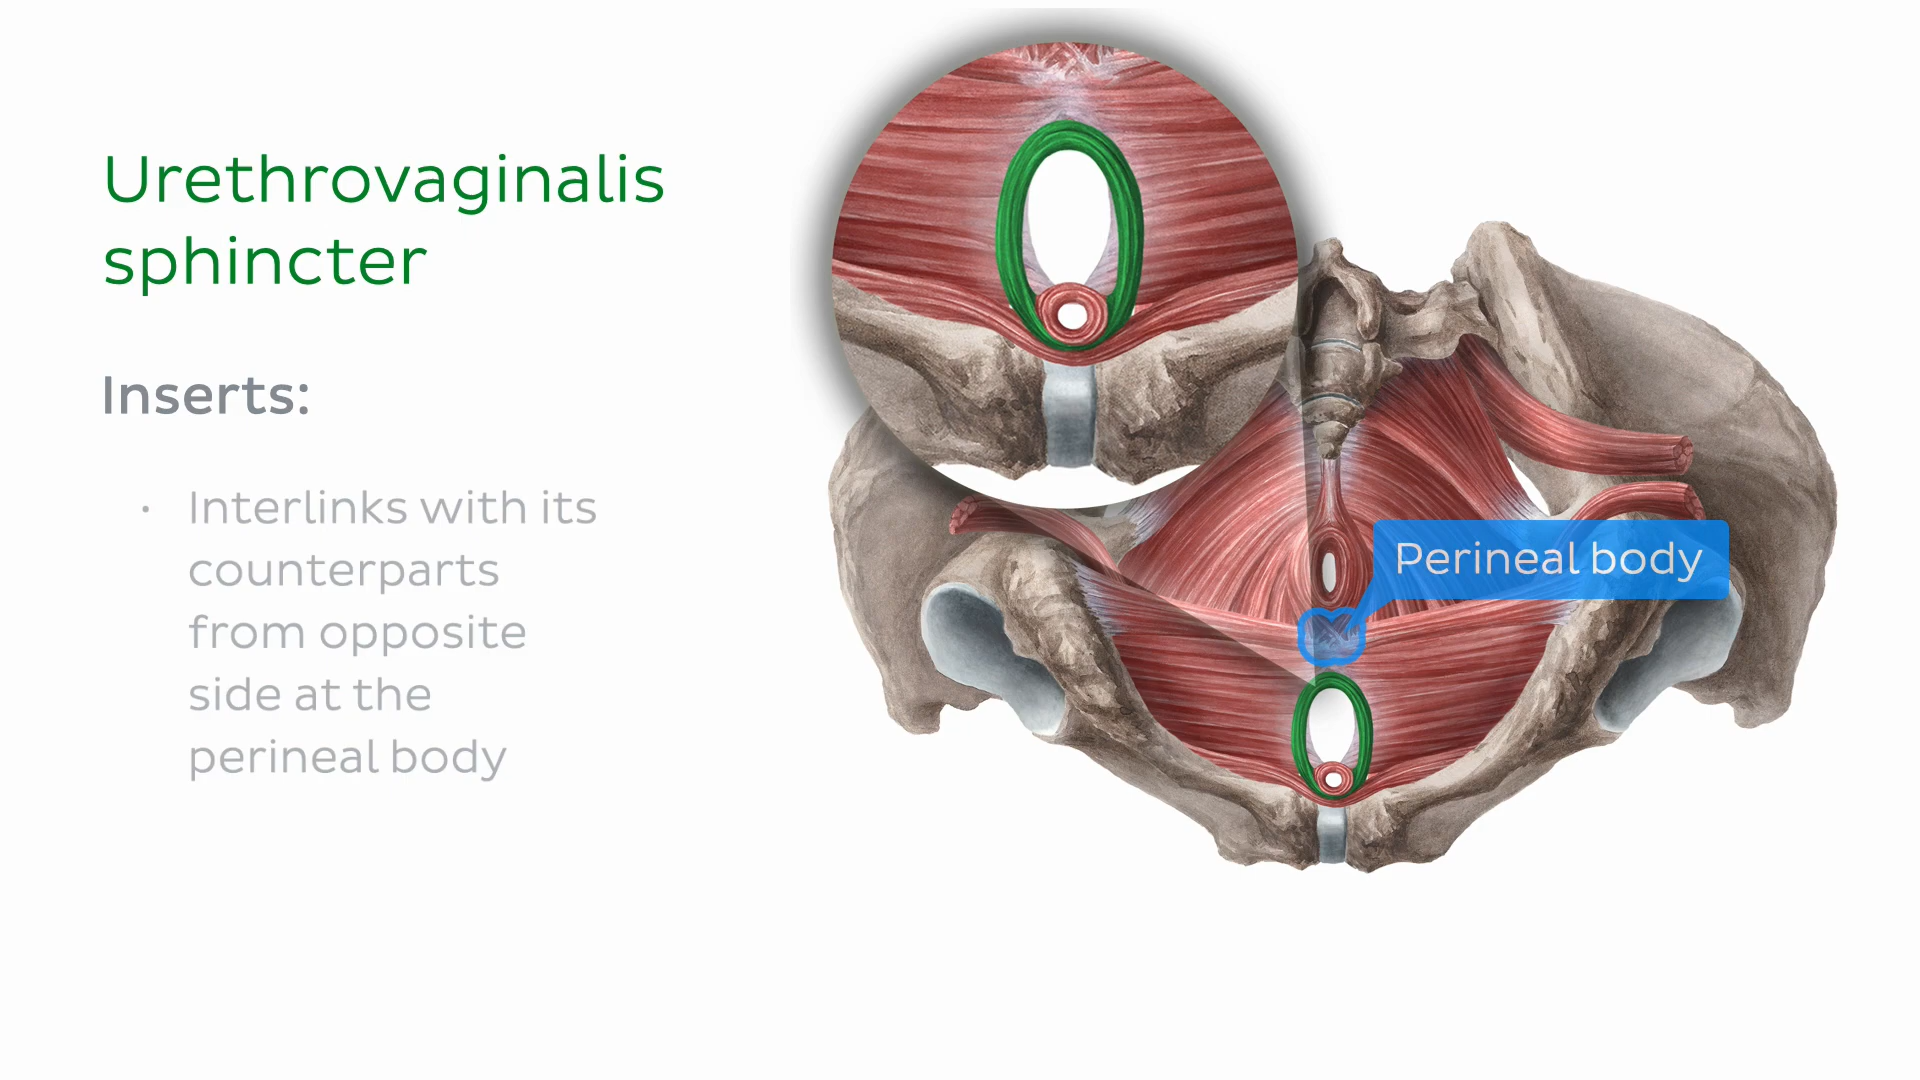 Urethrovaginalis
sphincter
Inserts:
· Interlinks with its
counterparts
from opposite
side at the
perineal body
Perineal body